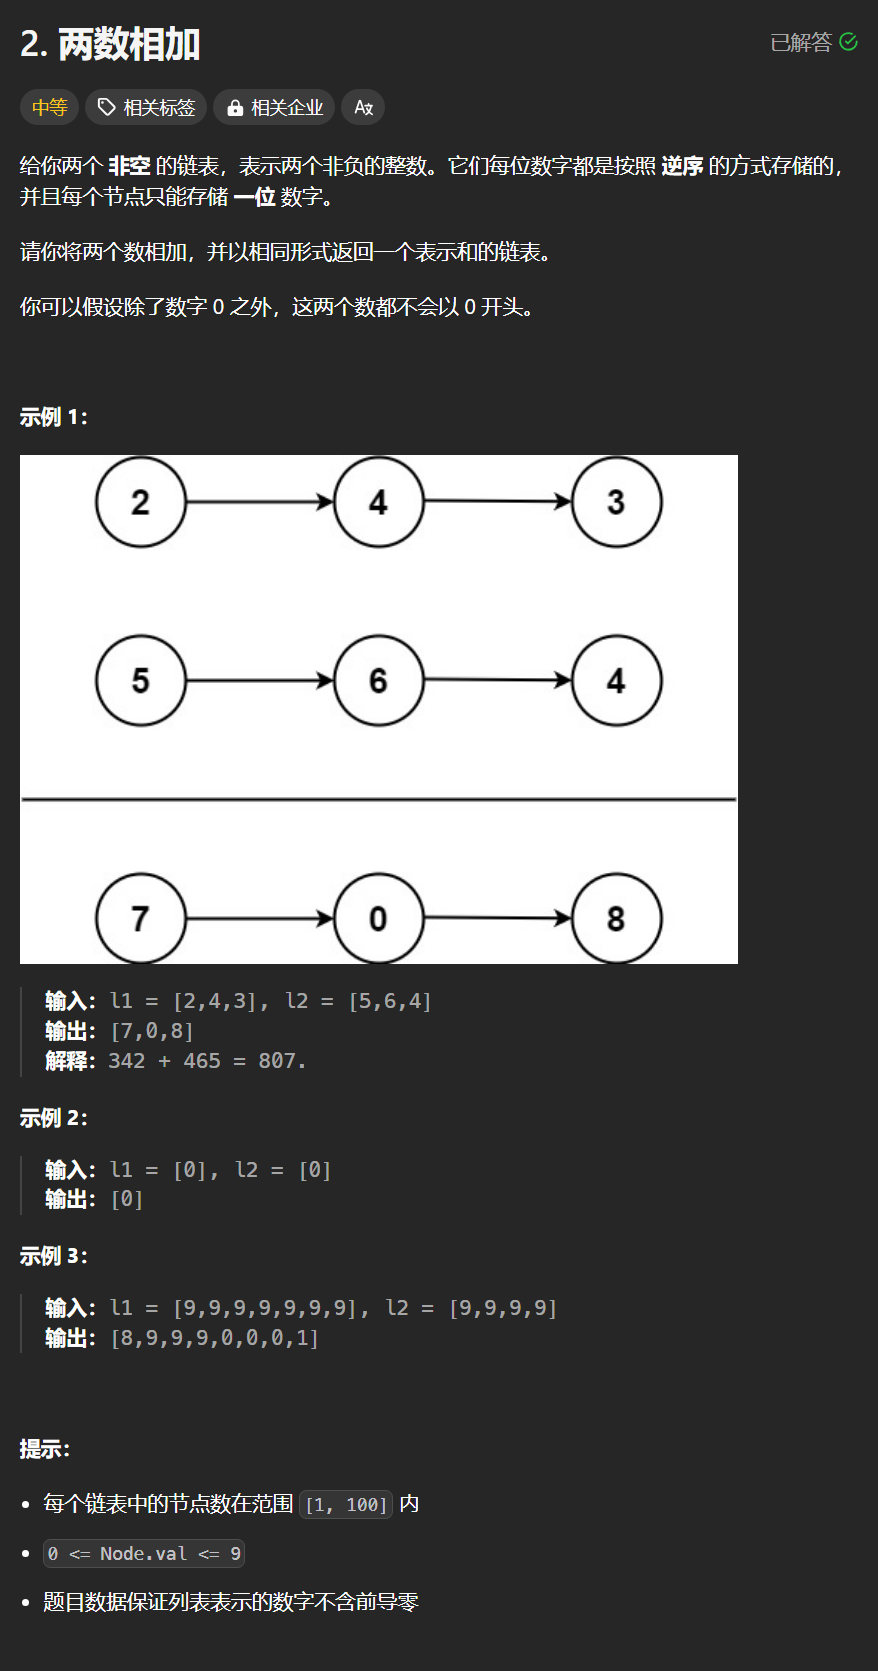 2. 两数相加
已解答
中等 相关标签 相关企业
给你两个 非空 的链表，表示两个非负的整数。它们每位数字都是按照 逆序 的方式存储的，
并且每个节点只能存储 一位 数字。
请你将两个数相加，并以相同形式返回一个表示和的链表。
你可以假设除了数字 0 之外，这两个数都不会以 0 开头。
示例 1：
2 4 3
5 6 4
7 0 8
输入：l1 = [2,4,3], l2 = [5,6,4]
输出：[7,0,8]
解释：342 + 465 = 807.
示例 2：
输入：l1 = [0], l2 = [0]
输出：[0]
示例 3：
输入：l1 = [9,9,9,9,9,9,9], l2 = [9,9,9,9]
输出：[8,9,9,9,0,0,0,1]
提示：
• 每个链表中的节点数在范围 [1, 100] 内
• 0 <= Node.val <= 9
• 题目数据保证列表表示的数字不含前导零